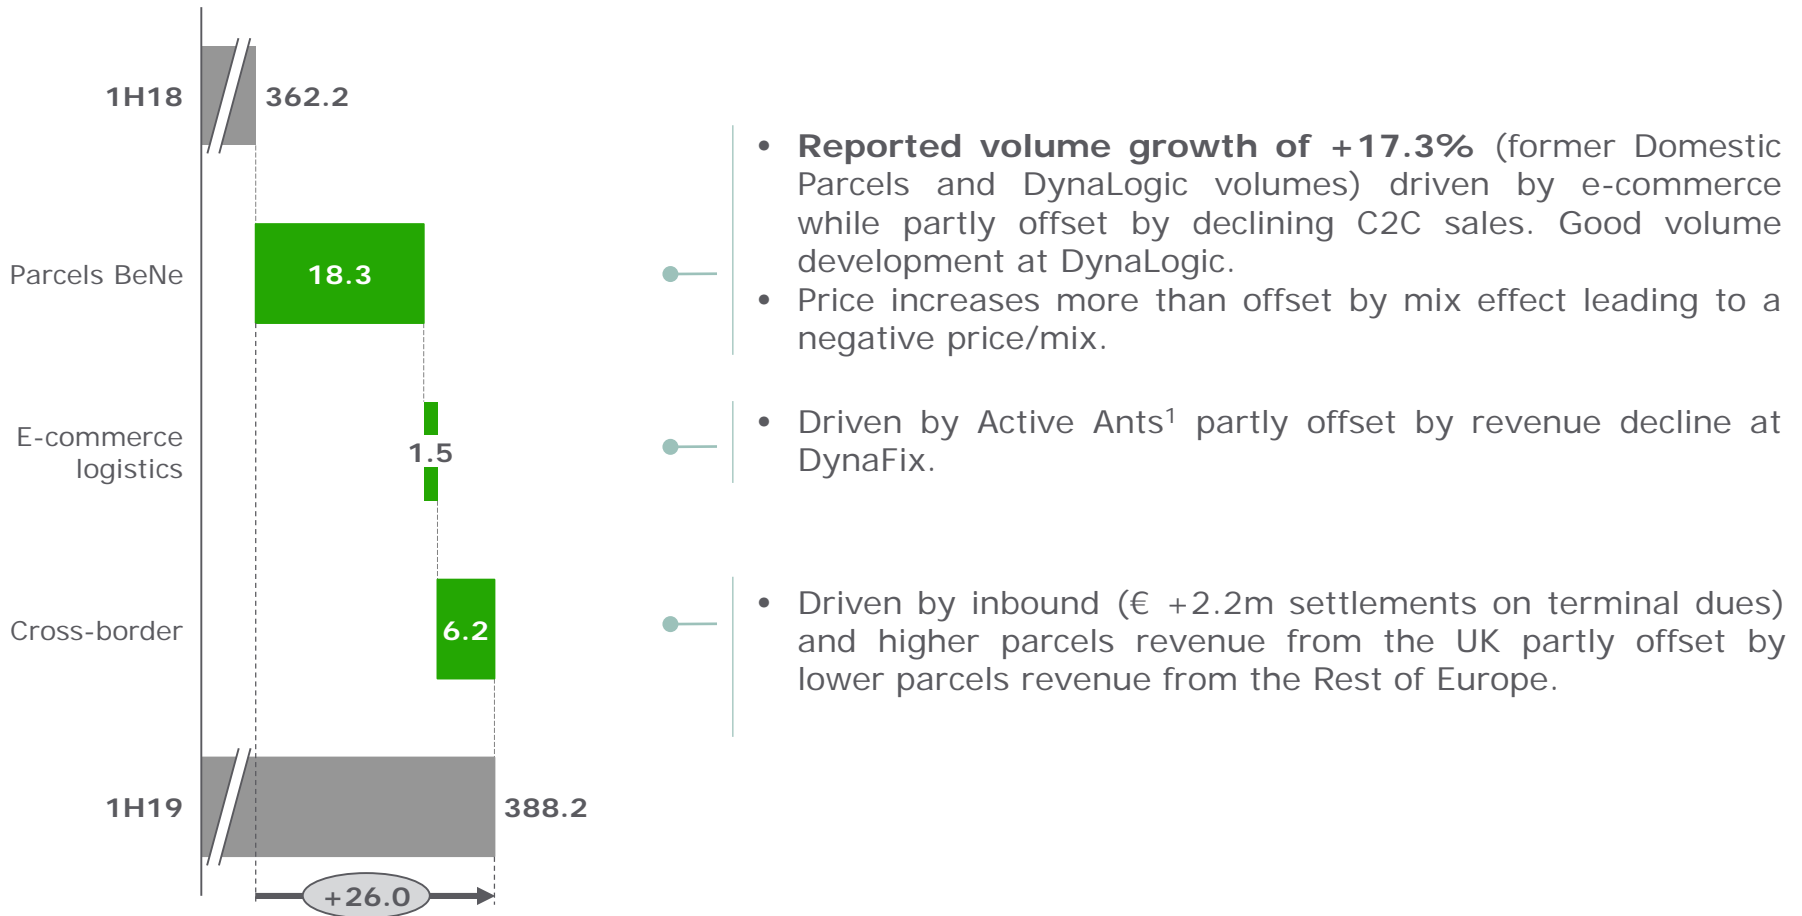 1H18
362.2
Parcels BeNe
18.3
• Reported volume growth of +17.3% (former Domestic
Parcels and DynaLogic volumes) driven by e-commerce
while partly offset by declining C2C sales. Good volume
development at DynaLogic.
• Price increases more than offset by mix effect leading to a
negative price/mix.
E-commerce
logistics
1.5
• Driven by Active Ants¹ partly offset by revenue decline at
DynaFix.
Cross-border
6.2
• Driven by inbound (€ +2.2m settlements on terminal dues)
and higher parcels revenue from the UK partly offset by
lower parcels revenue from the Rest of Europe.
1H19
388.2
+26.0